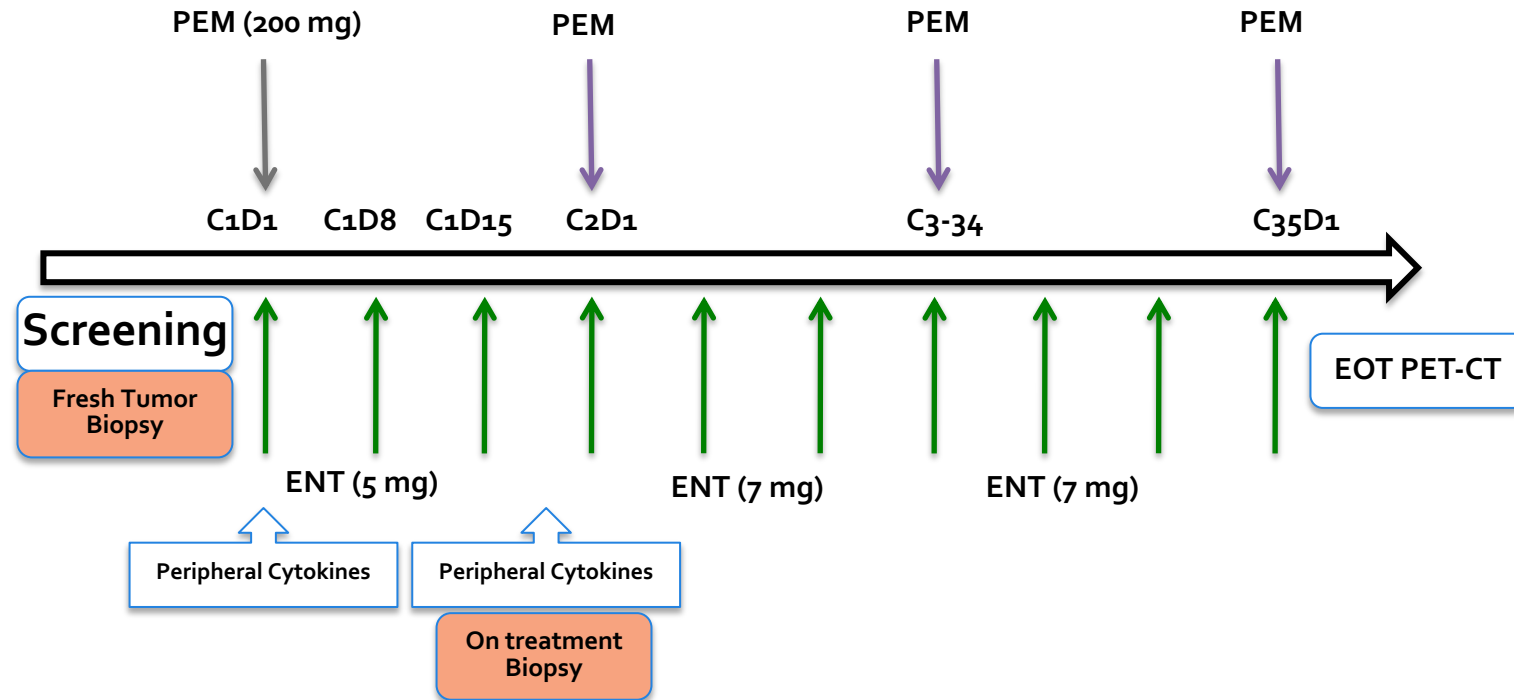 PEM (200 mg)
PEM
PEM
PEM
C1D1
C1D8
C1D15
C2D1
C3-34
C35D1
Screening
Fresh Tumor
Biopsy
EOT PET-CT
ENT (5 mg)
ENT (7 mg)
ENT (7 mg)
Peripheral Cytokines
Peripheral Cytokines
On treatment
Biopsy